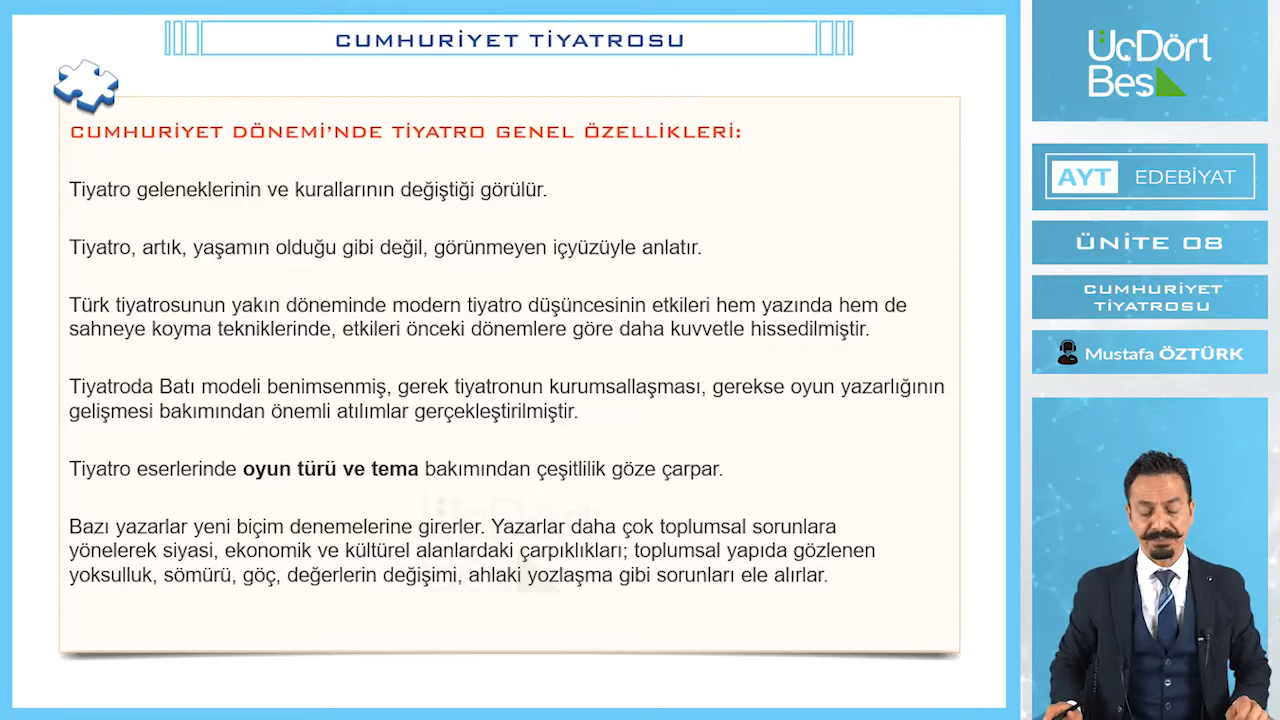 CUMHURİYET TİYATROSU
CUMHURİYET DÖNEMİ'NDE TİYATRO GENEL ÖZELLİKLERİ:
Tiyatro geleneklerinin ve kurallarının değiştiği görülür.
Tiyatro, artık, yaşamın olduğu gibi değil, görünmeyen içyüzüyle anlatır.
Türk tiyatrosunun yakın döneminde modern tiyatro düşüncesinin etkileri hem yazında hem de
sahneye koyma tekniklerinde, etkileri önceki dönemlere göre daha kuvvetle hissedilmiştir.
Tiyatroda Batı modeli benimsenmiş, gerek tiyatronun kurumsallaşması, gerekse oyun yazarlığının
gelişmesi bakımından önemli atılımlar gerçekleştirilmiştir.
Tiyatro eserlerinde oyun türü ve tema bakımından çeşitlilik göze çarpar.
Bazı yazarlar yeni biçim denemelerine girerler. Yazarlar daha çok toplumsal sorunlara
yönelerek siyasi, ekonomik ve kültürel alanlardaki çarpıklıkları; toplumsal yapıda gözlenen
yoksulluk, sömürü, göç, değerlerin değişimi, ahlaki yozlaşma gibi sorunları ele alırlar.
ÜçDört
Beş
AYT EDEBİYAT
ÜNİTE 08
CUMHURİYET
TİYATROSU
Mustafa ÖZTÜRK